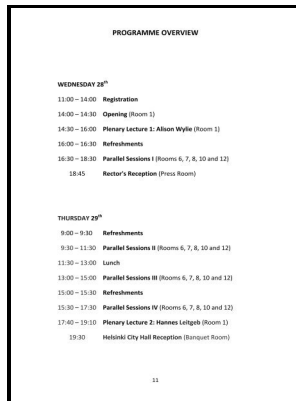 PROGRAMME OVERVIEW
WEDNESDAY 28th
11:00 – 14:00 Registration
14:00 – 14:30 Opening (Room 1)
14:30 – 16:00 Plenary Lecture 1: Alison Wylie (Room 1)
16:00 – 16:30 Refreshments
16:30 – 18:30 Parallel Sessions I (Rooms 6, 7, 8, 10 and 12)
18:45 Rector's Reception (Press Room)
THURSDAY 29th
9:00 – 9:30 Refreshments
9:30 – 11:30 Parallel Sessions II (Rooms 6, 7, 8, 10 and 12)
11:30 – 13:00 Lunch
13:00 – 15:00 Parallel Sessions III (Rooms 6, 7, 8, 10 and 12)
15:00 – 15:30 Refreshments
15:30 – 17:30 Parallel Sessions IV (Rooms 6, 7, 8, 10 and 12)
17:40 – 19:10 Plenary Lecture 2: Hannes Leitgeb (Room 1)
19:30 Helsinki City Hall Reception (Banquet Room)
11